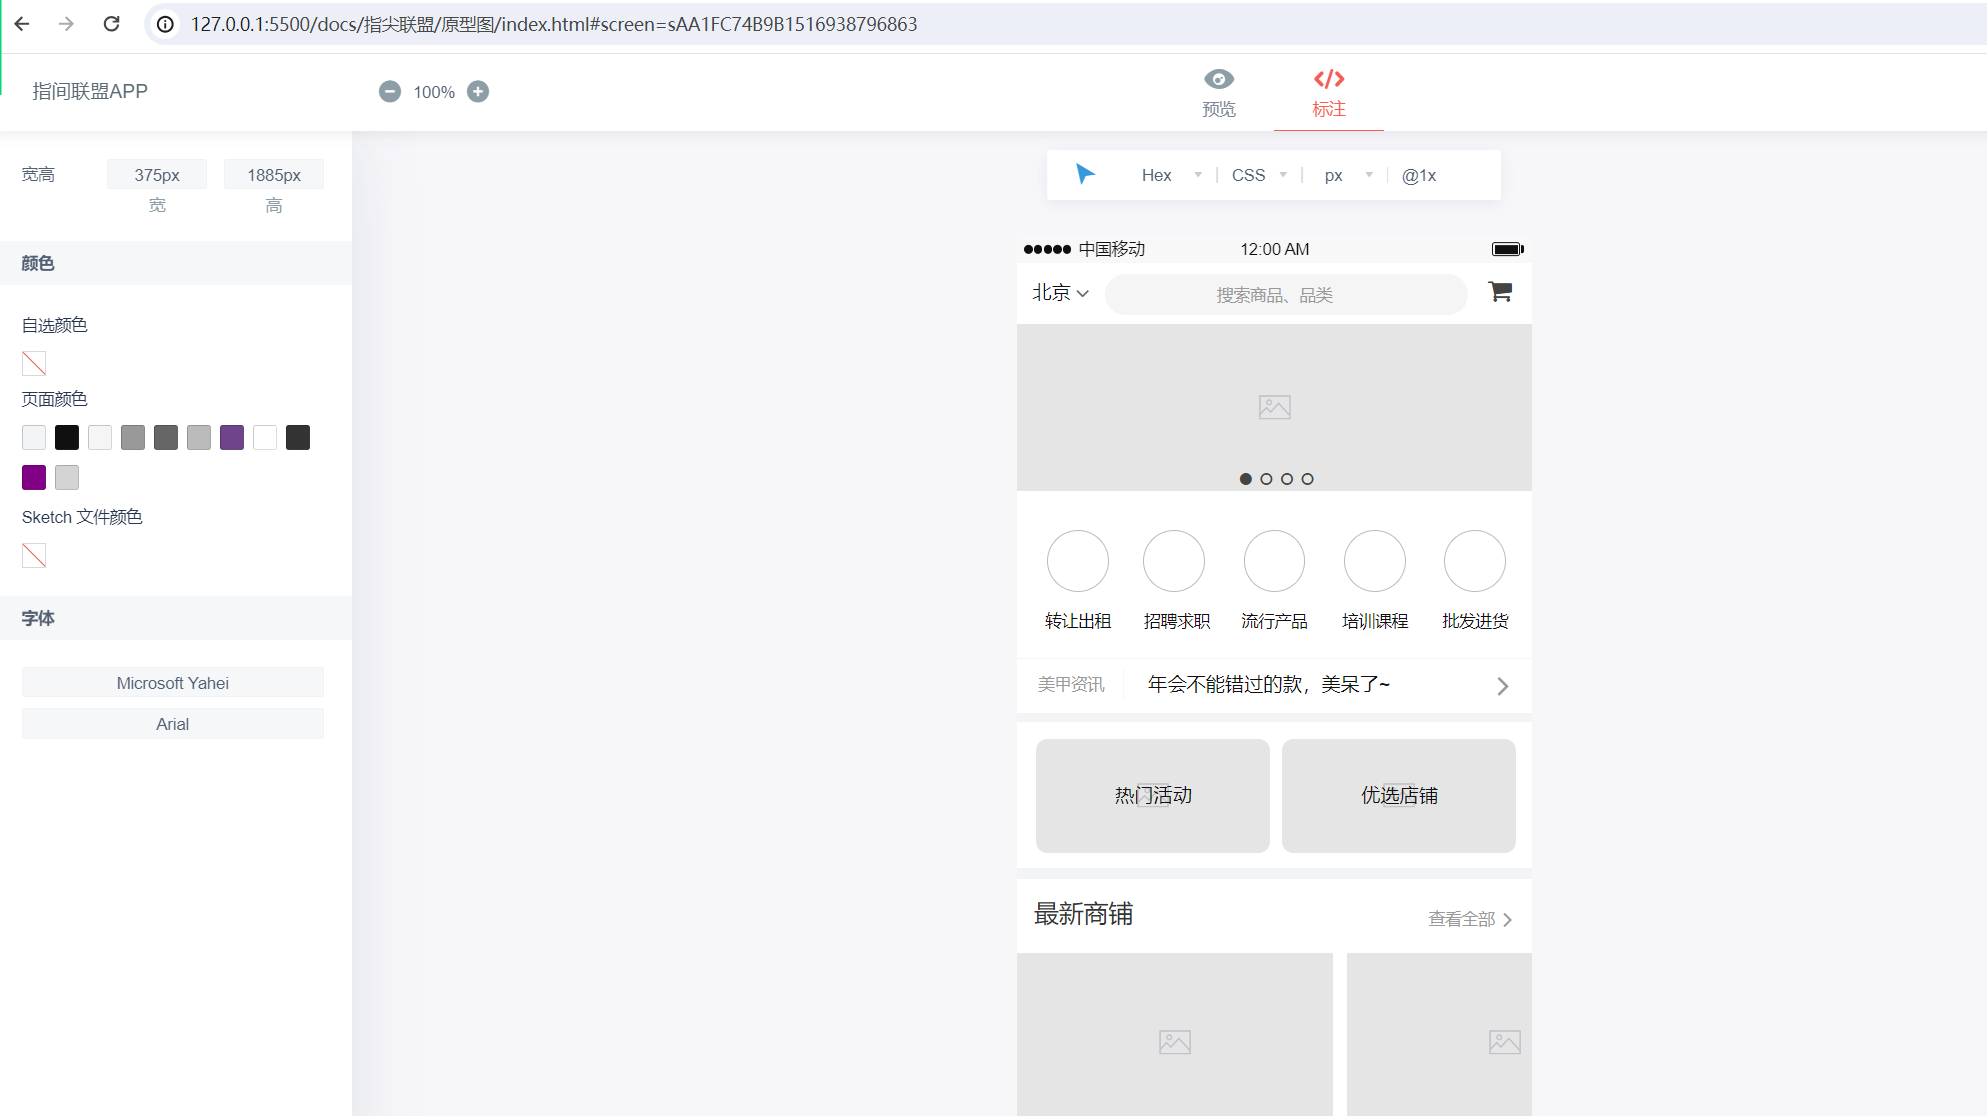 127.0.0.1:5500/docs/指尖联盟/原型图/index.html#screen=sAA1FC74B9B1516938796863
指间联盟APP
100%
预览
标注
宽高
375px
1885px
宽
高
Hex
CSS
px
@1x
颜色
自选颜色
页面颜色
Sketch 文件颜色
字体
Microsoft Yahei
Arial
中国移动
12:00 AM
北京
搜索商品、品类
转让出租
招聘求职
流行产品
培训课程
批发进货
美甲资讯
年会不能错过的款，美呆了~
热门活动
优选店铺
最新商铺
查看全部